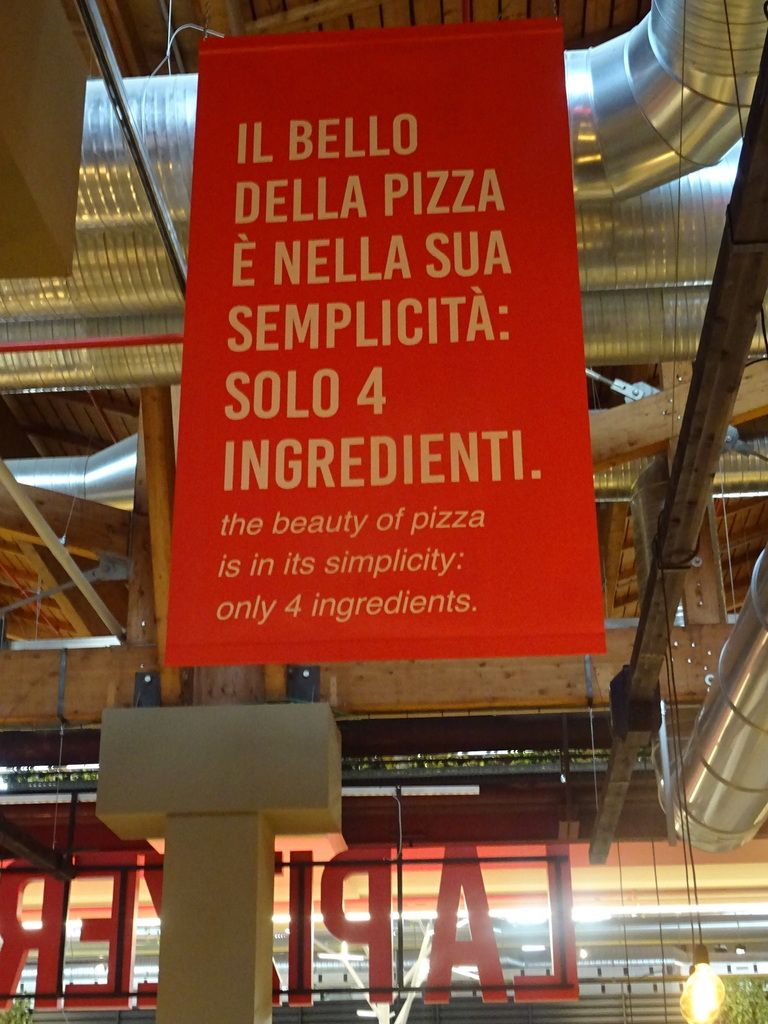 IL BELLO
DELLA PIZZA
È NELLA SUA
SEMPLICITÀ:
SOLO 4
INGREDIENTI.
the beauty of pizza
is in its simplicity:
only 4 ingredients.
LA